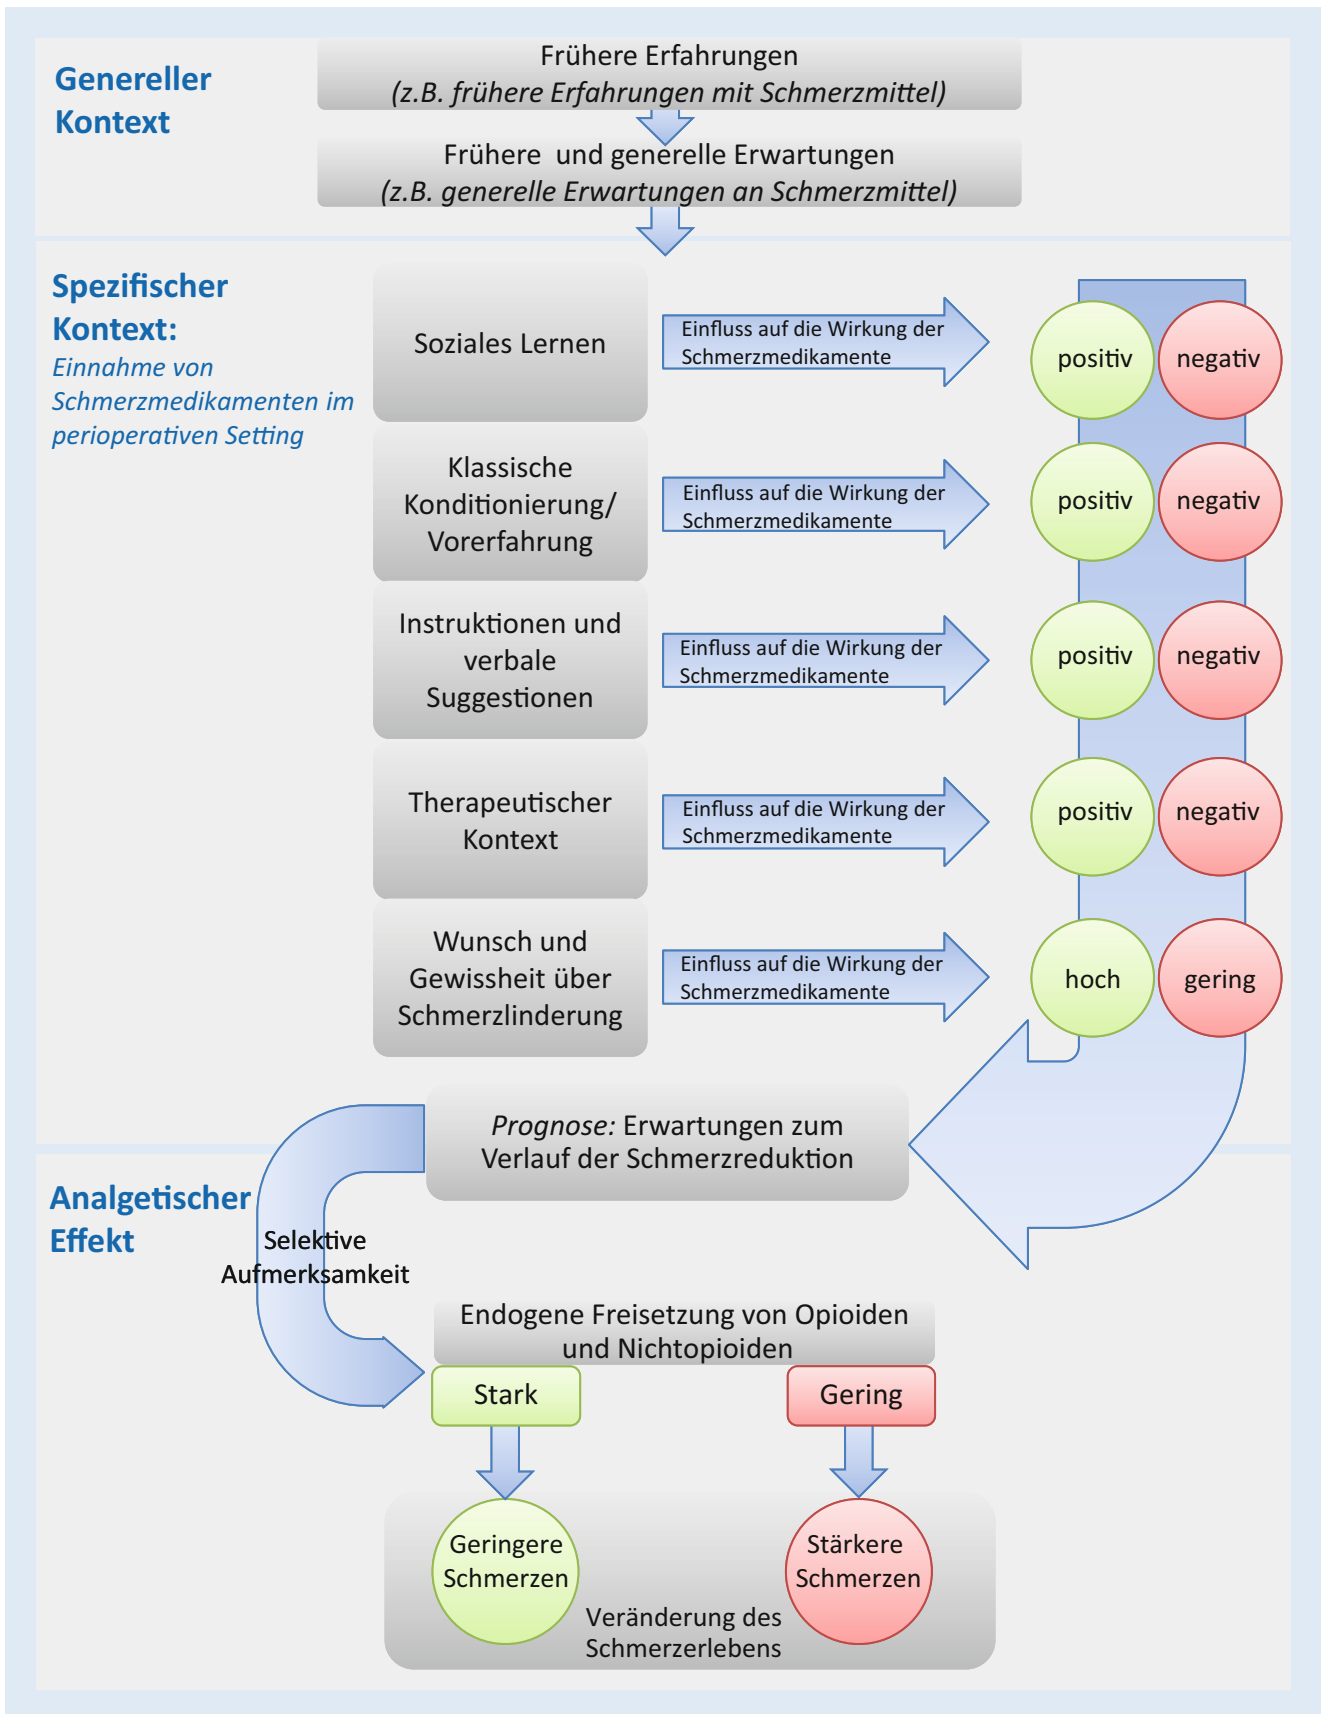 Genereller
Kontext
Frühere Erfahrungen
(z.B. frühere Erfahrungen mit Schmerzmittel)
Frühere und generelle Erwartungen
(z.B. generelle Erwartungen an Schmerzmittel)
Spezifischer
Kontext:
Einnahme von
Schmerzmedikamenten im
perioperativen Setting
Soziales Lernen
Einfluss auf die Wirkung der
Schmerzmedikamente
positiv
negativ
Klassische
Konditionierung/
Vorerfahrung
Einfluss auf die Wirkung der
Schmerzmedikamente
positiv
negativ
Instruktionen und
verbale
Suggestionen
Einfluss auf die Wirkung der
Schmerzmedikamente
positiv
negativ
Therapeutischer
Kontext
Einfluss auf die Wirkung der
Schmerzmedikamente
positiv
negativ
Wunsch und
Gewissheit über
Schmerzlinderung
Einfluss auf die Wirkung der
Schmerzmedikamente
hoch
gering
Prognose: Erwartungen zum
Verlauf der Schmerzreduktion
Analgetischer
Effekt
Selektive
Aufmerksamkeit
Endogene Freisetzung von Opioiden
und Nichtopioiden
Stark
Gering
Geringere
Schmerzen
Stärkere
Schmerzen
Veränderung des
Schmerzerlebens